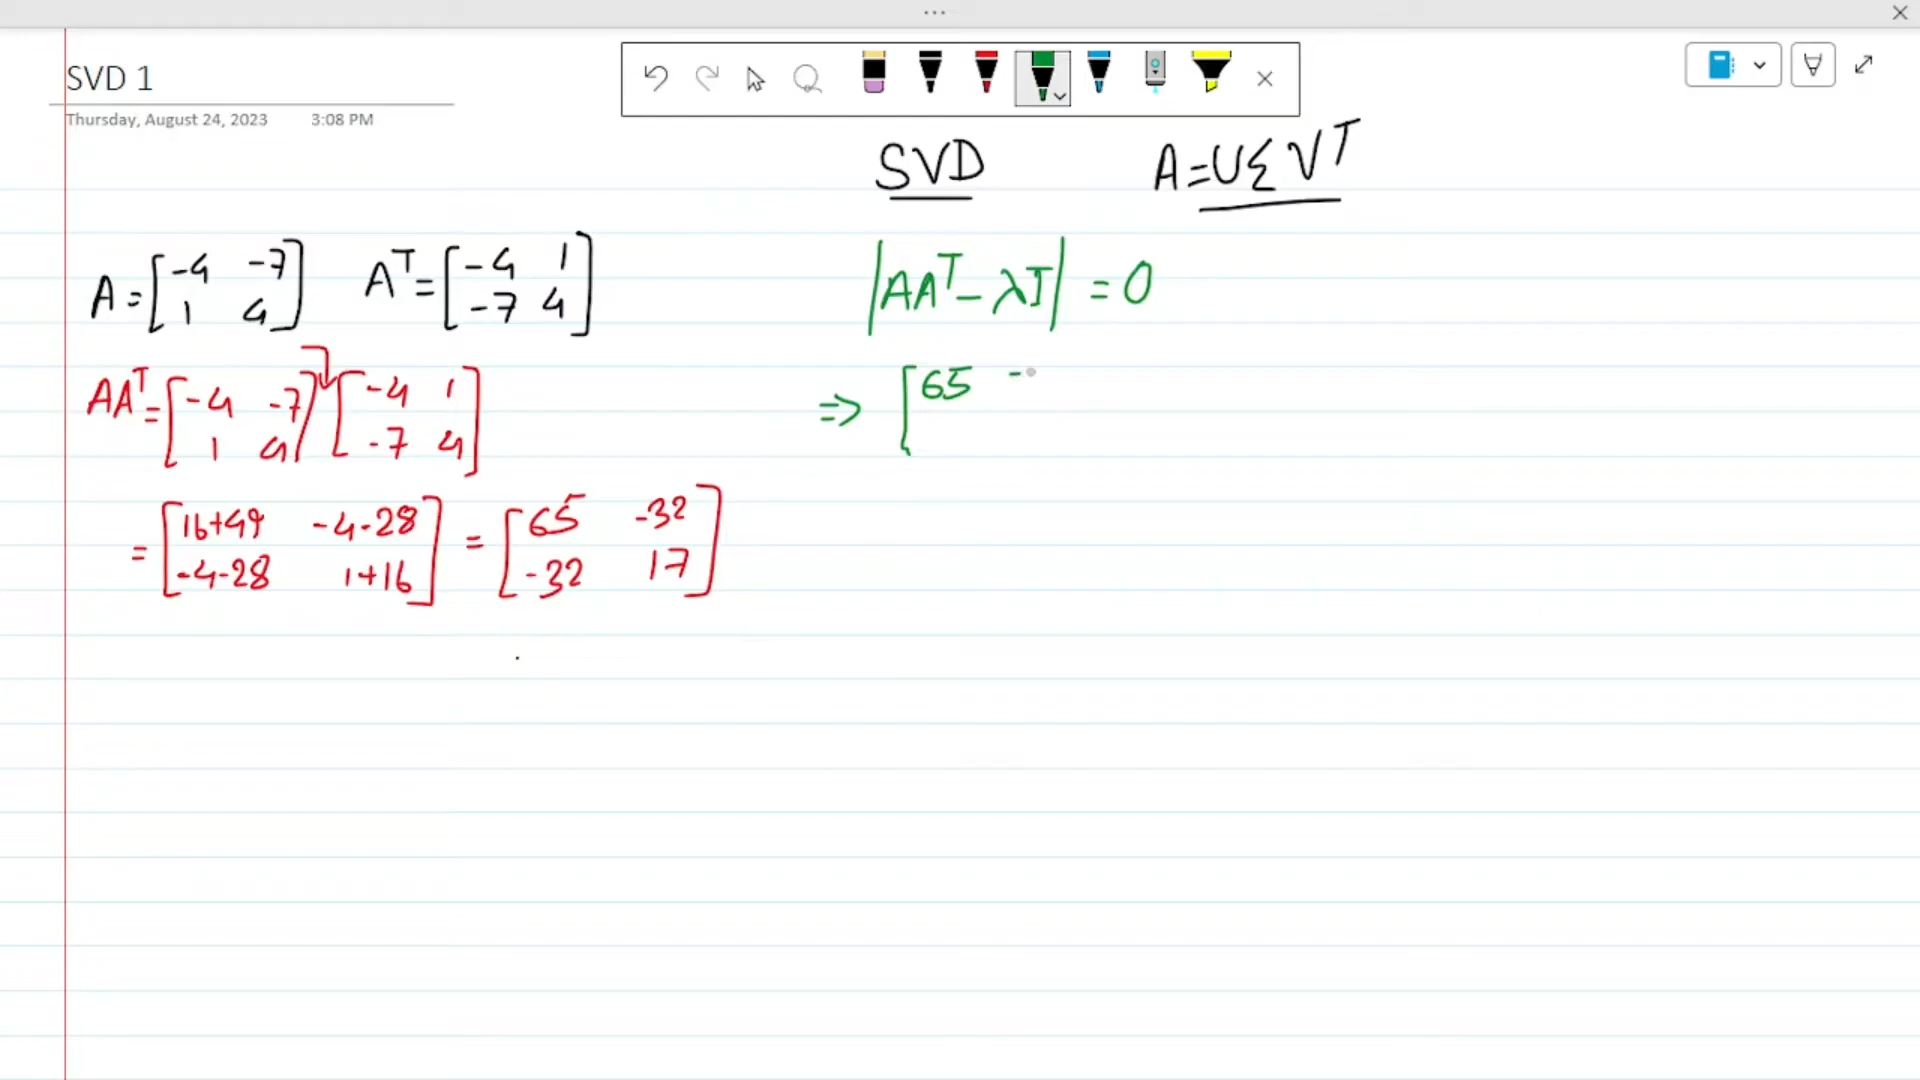 SVD 1
Thursday, August 24, 2023 3:08 PM
SVD A=UΣV^T
A=[-4 -7
1 4] A^T=[-4 1
-7 4]
|AA^T-λI| = 0
AA^T=[-4 -7
1 4][-4 1
-7 4]
⇒ [65 -
=[16+49 -4-28
-4-28 1+16] = [65 -32
-32 17]